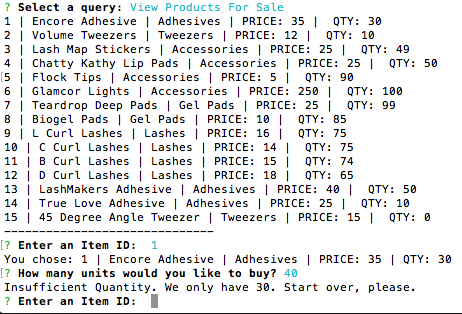 ? Select a query: View Products For Sale
1 | Encore Adhesive | Adhesives | PRICE: 35 |  QTY: 30
2 | Volume Tweezers | Tweezers | PRICE: 12 |  QTY: 10
3 | Lash Map Stickers | Accessories | PRICE: 25 |  QTY: 49
4 | Chatty Kathy Lip Pads | Accessories | PRICE: 25 |  QTY: 50
[5 | Flock Tips | Accessories | PRICE: 5 |  QTY: 90
6 | Glamcor Lights | Accessories | PRICE: 250 |  QTY: 100
7 | Teardrop Deep Pads | Gel Pads | PRICE: 25 |  QTY: 99
8 | Biogel Pads | Gel Pads | PRICE: 10 |  QTY: 85
9 | L Curl Lashes | Lashes | PRICE: 16 |  QTY: 75
10 | C Curl Lashes | Lashes | PRICE: 14 |  QTY: 75
11 | B Curl Lashes | Lashes | PRICE: 15 |  QTY: 74
12 | D Curl Lashes | Lashes | PRICE: 18 |  QTY: 65
13 | LashMakers Adhesive | Adhesives | PRICE: 40 |  QTY: 50
14 | True Love Adhesive | Adhesives | PRICE: 25 |  QTY: 10
15 | 45 Degree Angle Tweezer | Tweezers | PRICE: 15 |  QTY: 0
-----------------------------
[? Enter an Item ID:  1
You chose: 1 | Encore Adhesive | Adhesives | PRICE: 35 | QTY: 30
[? How many units would you like to buy? 40
Insufficient Quantity. We only have 30. Start over, please.
? Enter an Item ID: